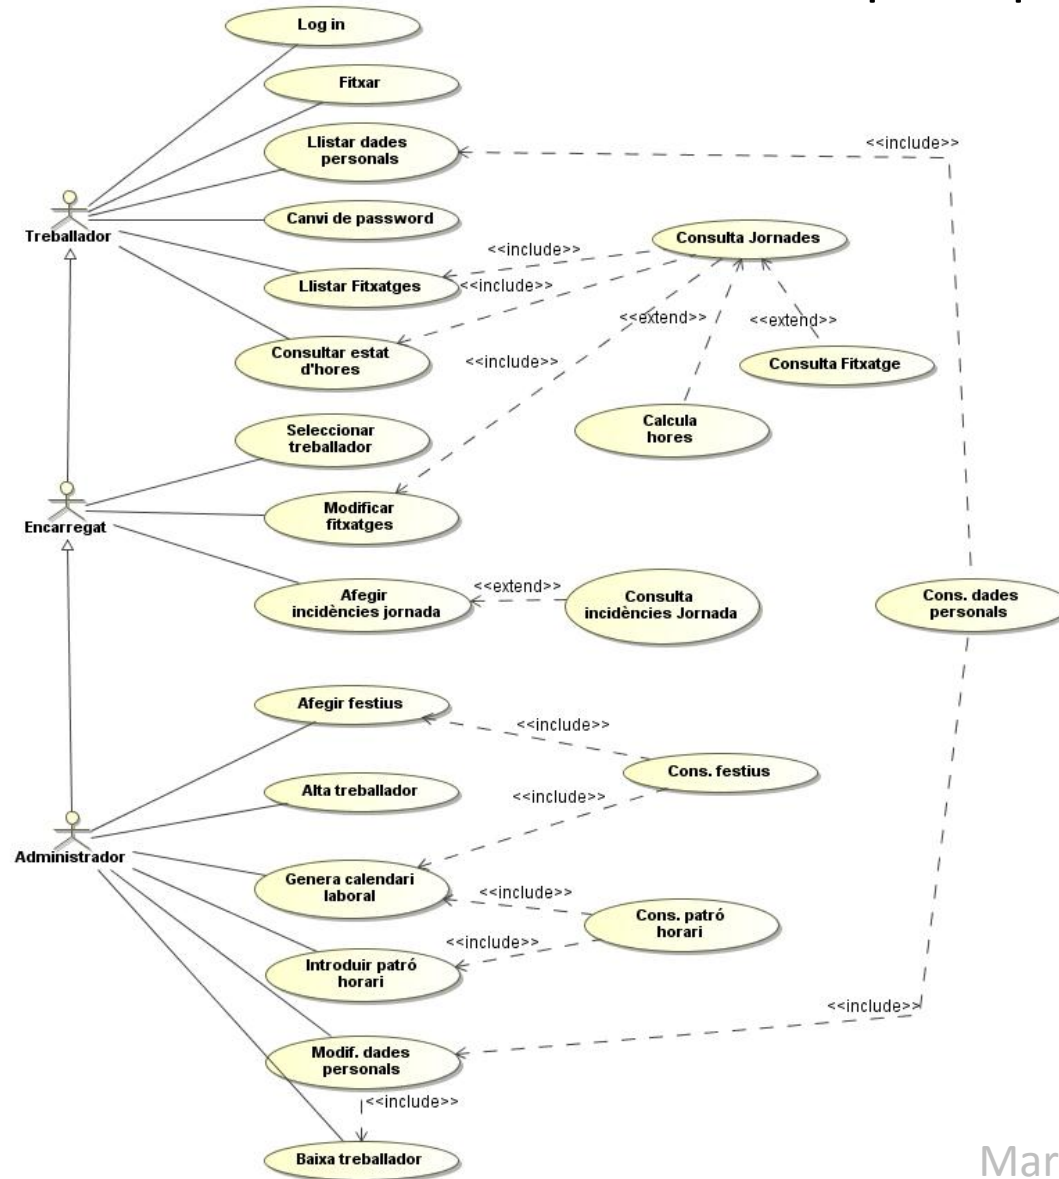 Log in
Fitxar
Llistar dades
personals
<<include>>
Treballador
Canvi de password
Consulta Jornades
<<include>>
Llistar Fitxatges
<<include>>
<<extend>>
<<extend>>
Consultar estat
d'hores
<<include>>
Consulta Fitxatge
Calcula
hores
Seleccionar
treballador
Encarregat
Modificar
fitxatges
Afegir
incidències jornada
<<extend>>
Consulta
incidències Jornada
Cons. dades
personals
Afegir festius
<<include>>
Cons. festius
Alta treballador
<<include>>
Administrador
Genera calendari
laboral
<<include>>
Cons. patró
horari
<<include>>
Introduir patró
horari
<<include>>
Modif. dades
personals
<<include>>
Baixa treballador
Mar